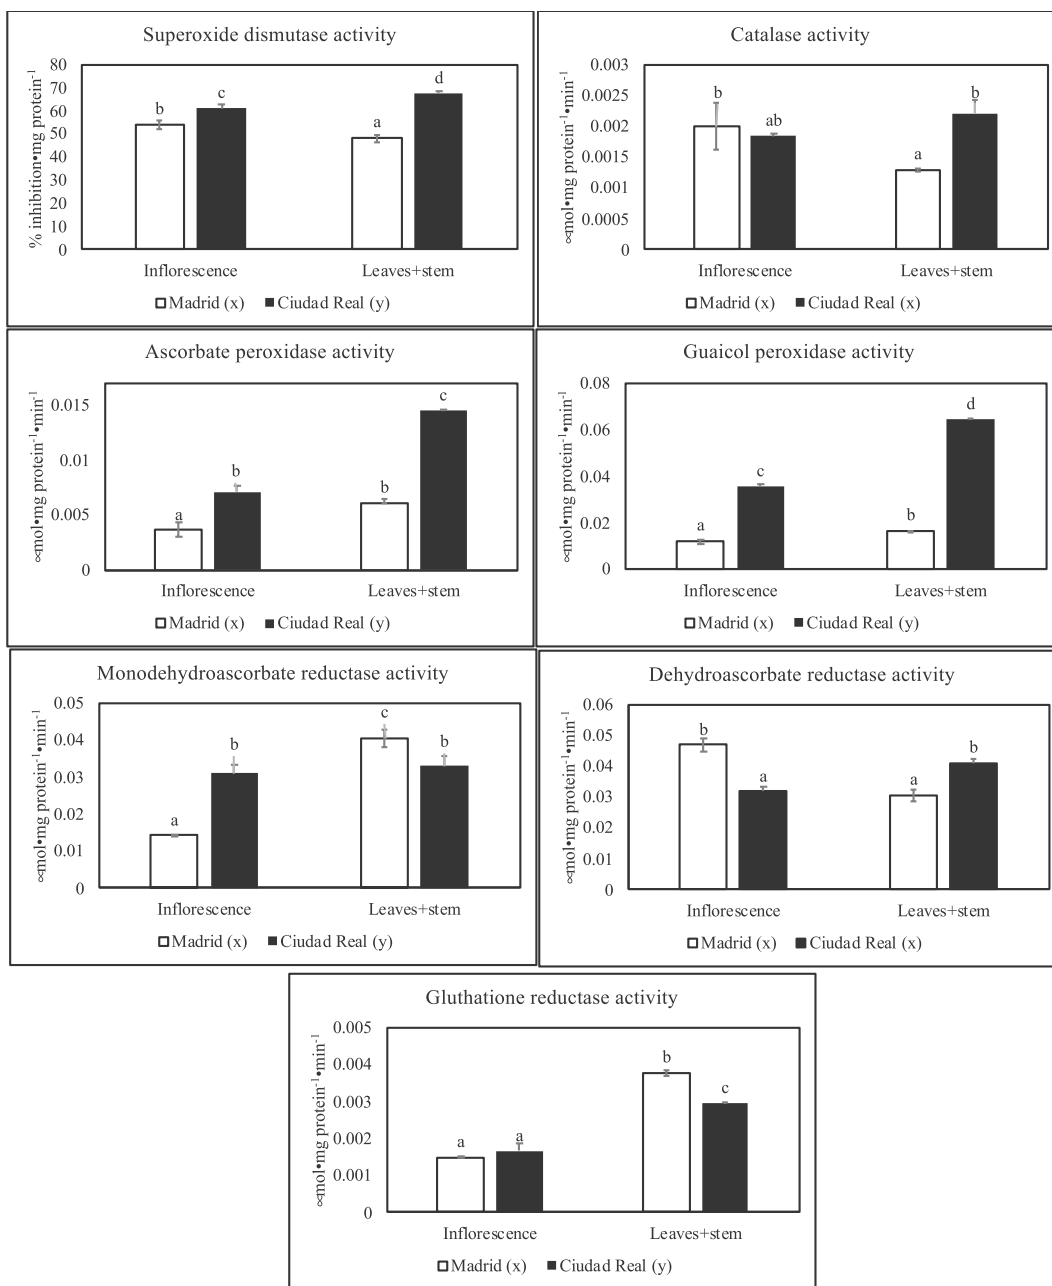 Superoxide dismutase activity
% inhibition•mg protein⁻¹
80
70
60
50
40
30
20
10
0
b
c
a
d
Inflorescence Leaves+stem
Madrid (x) Ciudad Real (y)
Catalase activity
∝mol•mg protein⁻¹•min⁻¹
0.003
0.0025
0.002
0.0015
0.001
0.0005
0
b
ab
a
b
Inflorescence Leaves+stem
Madrid (x) Ciudad Real (x)
Ascorbate peroxidase activity
∝mol•mg protein⁻¹•min⁻¹
0.015
0.01
0.005
0
a
b
b
c
Inflorescence Leaves+stem
Madrid (x) Ciudad Real (y)
Guaicol peroxidase activity
∝mol•mg protein⁻¹•min⁻¹
0.08
0.06
0.04
0.02
0
a
c
b
d
Inflorescence Leaves+stem
Madrid (x) Ciudad Real (y)
Monodehydroascorbate reductase activity
∝mol•mg protein⁻¹•min⁻¹
0.05
0.04
0.03
0.02
0.01
0
a
b
c
b
Inflorescence Leaves+stem
Madrid (x) Ciudad Real (y)
Dehydroascorbate reductase activity
∝mol•mg protein⁻¹•min⁻¹
0.06
0.05
0.04
0.03
0.02
0.01
0
b
a
a
b
Inflorescence Leaves+stem
Madrid (x) Ciudad Real (x)
Gluthatione reductase activity
∝mol•mg protein⁻¹•min⁻¹
0.005
0.004
0.003
0.002
0.001
0
a
a
b
c
Inflorescence Leaves+stem
Madrid (x) Ciudad Real (y)